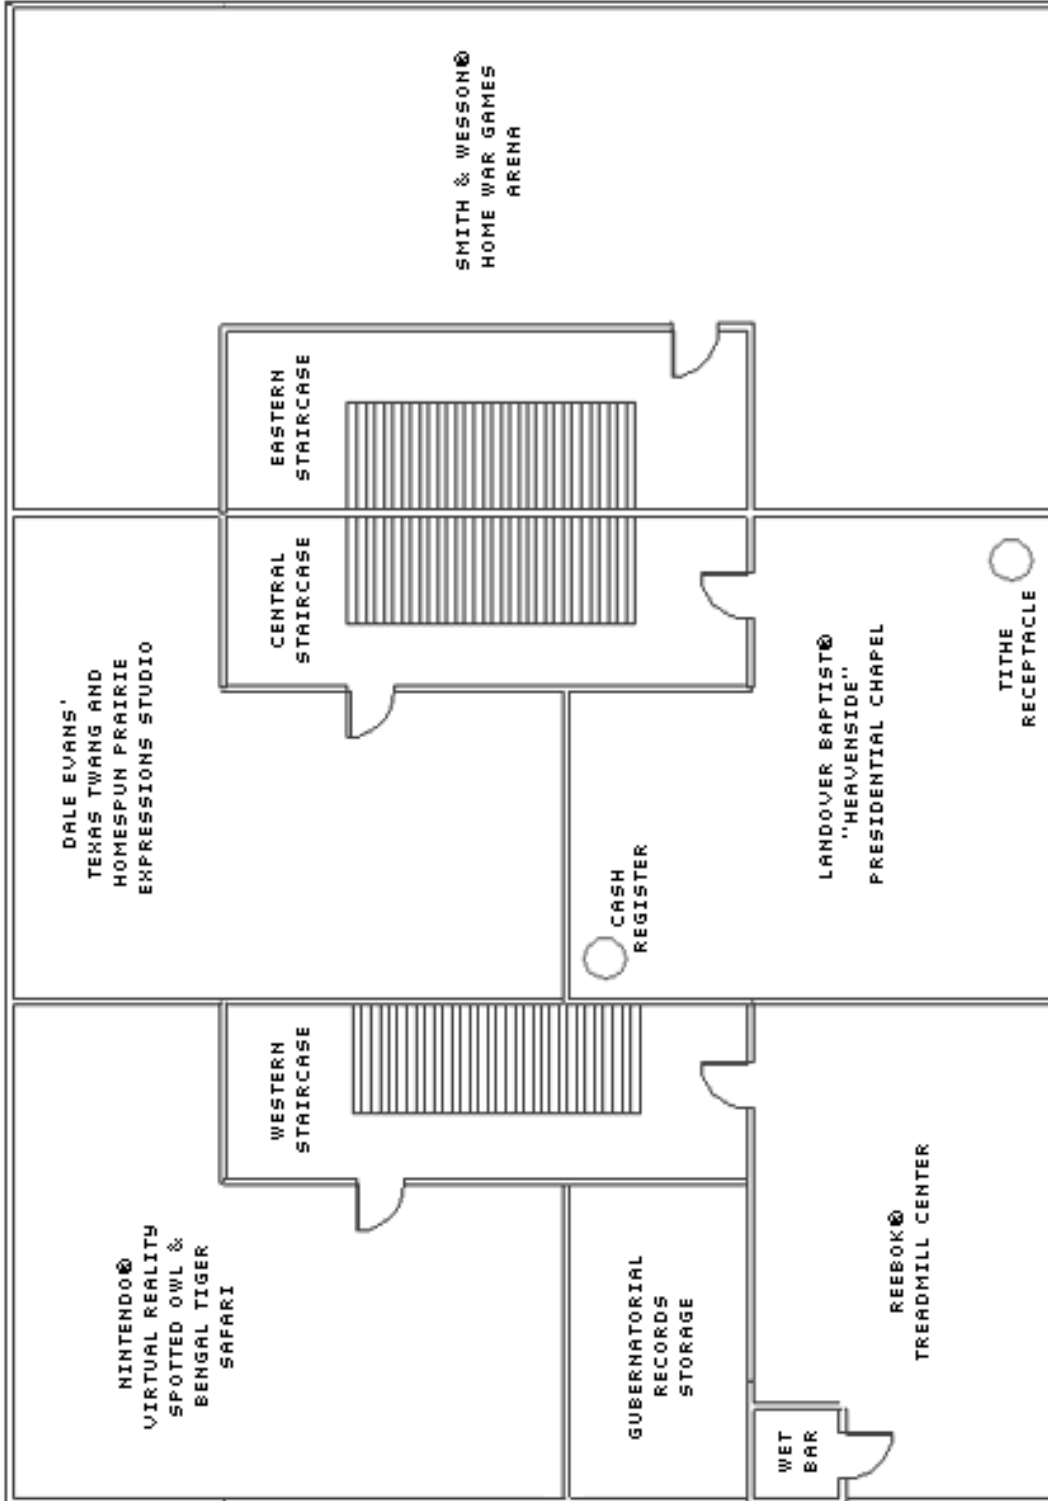 SMITH & WESSON®
HOME WAR GAMES
ARENA
EASTERN
STAIRCASE
CENTRAL
STAIRCASE
DALE EVANS'
TEXAS TWANG AND
HOMESPUN PRAIRIE
EXPRESSIONS STUDIO
LANDOVER BAPTIST®
"HEAVENSIDE"
PRESIDENTIAL CHAPEL
TITHE
RECEPTACLE
CASH
REGISTER
WESTERN
STAIRCASE
NINTENDO®
VIRTUAL REALITY
SPOTTED OWL &
BENGAL TIGER
SAFARI
GUBERNATORIAL
RECORDS
STORAGE
REEBOK®
TREADMILL CENTER
WET
BAR